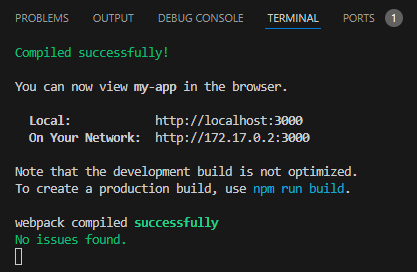 PROBLEMS OUTPUT DEBUG CONSOLE TERMINAL PORTS 1
Compiled successfully!
You can now view my-app in the browser.
Local: http://localhost:3000
On Your Network: http://172.17.0.2:3000
Note that the development build is not optimized.
To create a production build, use npm run build.
webpack compiled successfully
No issues found.